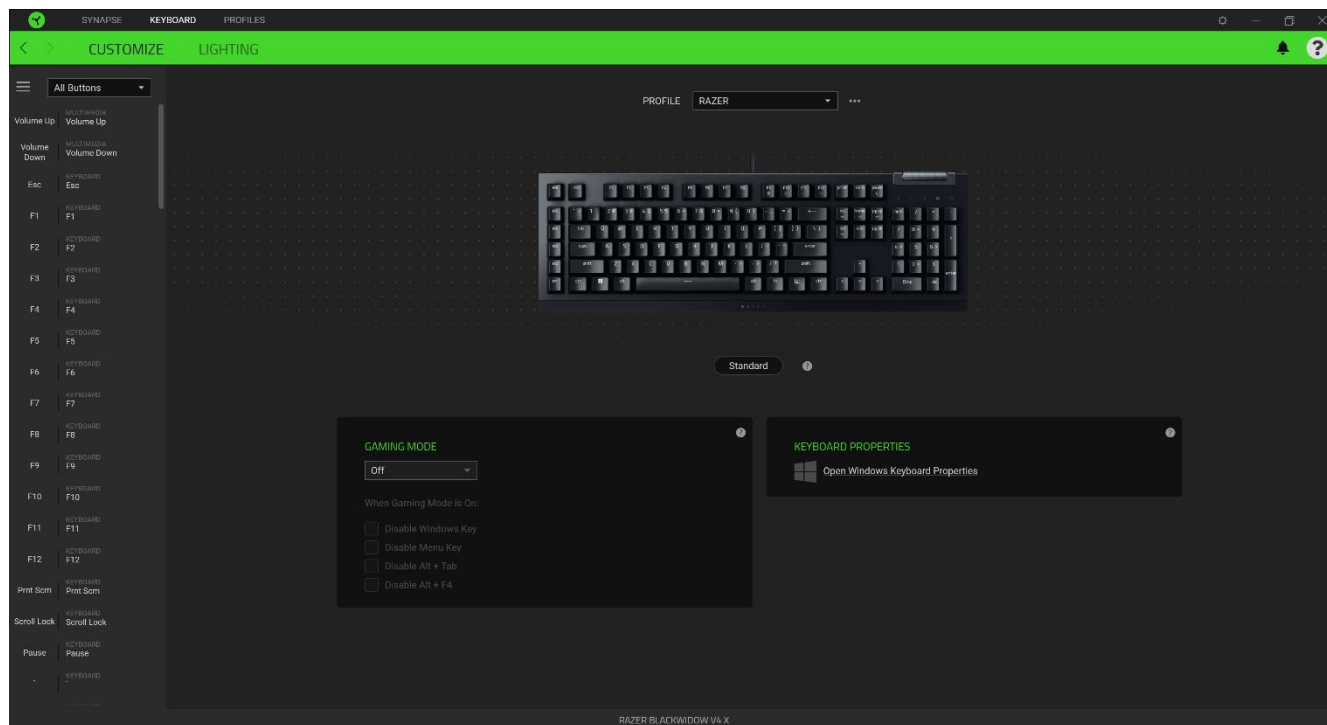 SYNAPSE KEYBOARD PROFILES
CUSTOMIZE LIGHTING
All Buttons
PROFILE RAZER
Volume Up MULTIMEDIA
Volume Up
Volume Down MULTIMEDIA
Volume Down
Esc KEYBOARD
Esc
F1 KEYBOARD
F1
F2 KEYBOARD
F2
F3 KEYBOARD
F3
F4 KEYBOARD
F4
F5 KEYBOARD
F5
F6 KEYBOARD
F6
F7 KEYBOARD
F7
F8 KEYBOARD
F8
F9 KEYBOARD
F9
F10 KEYBOARD
F10
F11 KEYBOARD
F11
F12 KEYBOARD
F12
Prnt Scrn KEYBOARD
Prnt Scrn
Scroll Lock KEYBOARD
Scroll Lock
Pause KEYBOARD
Pause
` KEYBOARD
`
Standard
GAMING MODE
Off
When Gaming Mode is On:
Disable Windows Key
Disable Menu Key
Disable Alt + Tab
Disable Alt + F4
KEYBOARD PROPERTIES
Open Windows Keyboard Properties
RAZER BLACKWIDOW V4 X